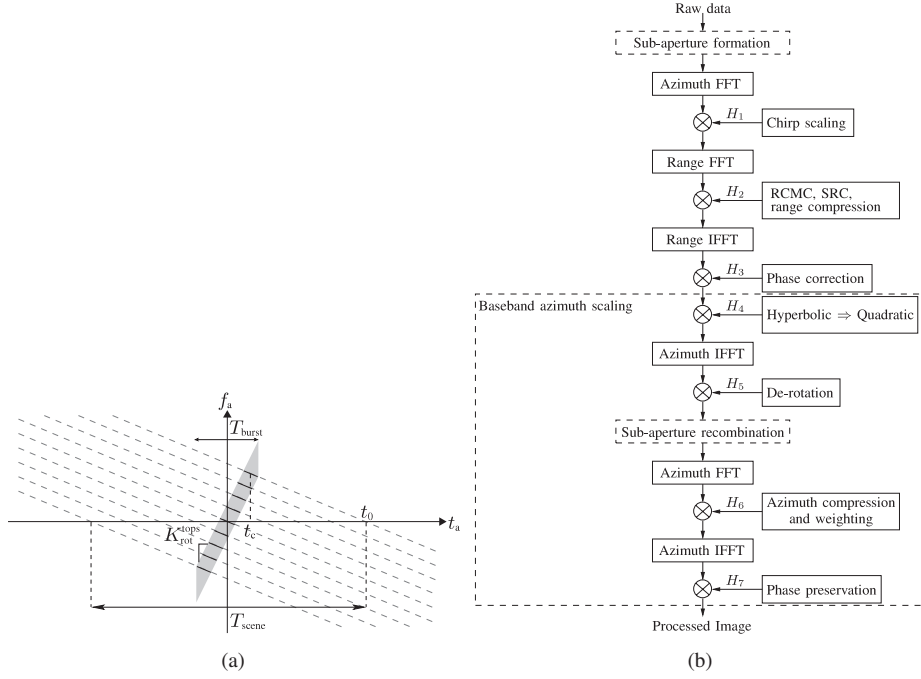 f_a
T_burst
t_0
t_a
t_c
K_rot^tops
T_scene
(a)
Raw data
Sub-aperture formation
Azimuth FFT
H_1
Chirp scaling
Range FFT
H_2
RCMC, SRC,
range compression
Range IFFT
H_3
Phase correction
Baseband azimuth scaling
H_4
Hyperbolic ⇒ Quadratic
Azimuth IFFT
H_5
De-rotation
Sub-aperture recombination
Azimuth FFT
H_6
Azimuth compression
and weighting
Azimuth IFFT
H_7
Phase preservation
Processed Image
(b)